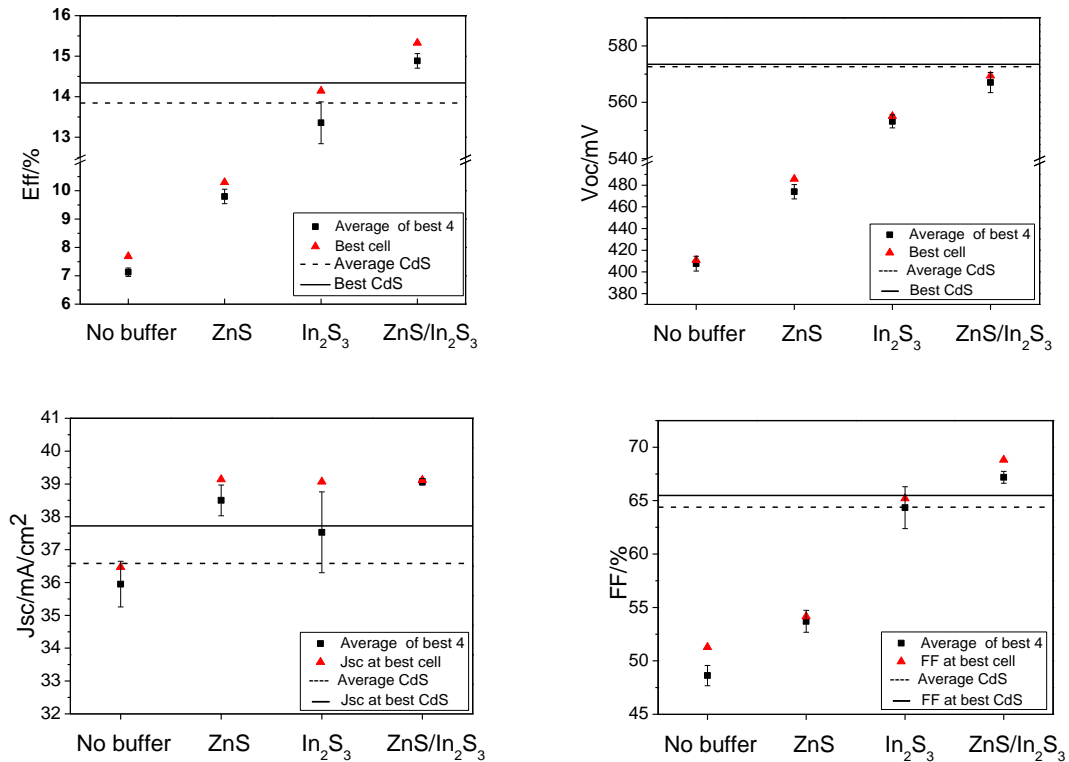 16
15
14
13
10
9
8
7
6
Eff/%
Average of best 4
Best cell
Average CdS
Best CdS
No buffer ZnS In₂S₃ ZnS/In₂S₃
580
560
540
480
460
440
420
400
380
Voc/mV
Average of best 4
Best cell
Average CdS
Best CdS
No buffer ZnS In₂S₃ ZnS/In₂S₃
41
40
39
38
37
36
35
34
33
32
Jsc/mA/cm²
Average of best 4
Jsc at best cell
Average CdS
Jsc at best CdS
No buffer ZnS In₂S₃ ZnS/In₂S₃
70
65
60
55
50
45
FF/%
Average of best 4
FF at best cell
Average CdS
FF at best CdS
No buffer ZnS In₂S₃ ZnS/In₂S₃